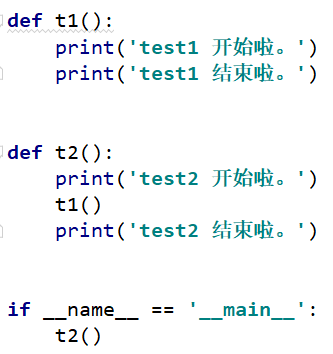 def t1():
    print('test1 开始啦。')
    print('test1 结束啦。')
def t2():
    print('test2 开始啦。')
    t1()
    print('test2 结束啦。')
if __name__ == '__main__':
    t2()